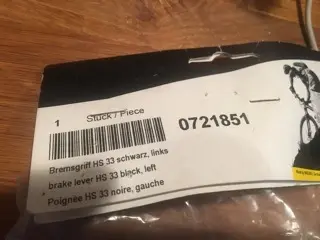 1 Stück / Piece
0721851
Bremsgriff HS 33 schwarz, links
brake lever HS 33 black, left
Poignée HS 33 noire, gauche